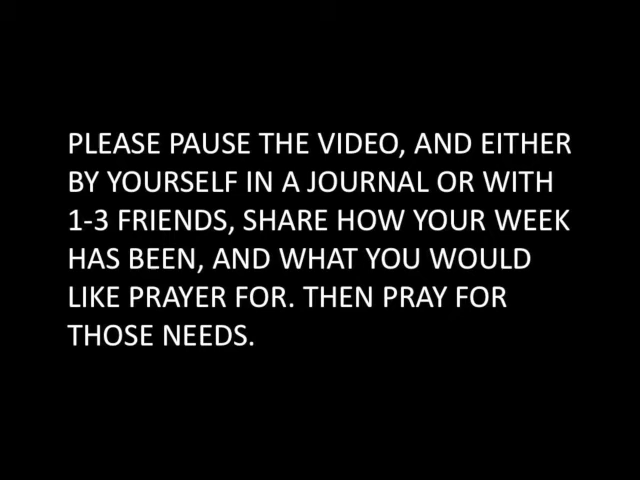 PLEASE PAUSE THE VIDEO, AND EITHER
BY YOURSELF IN A JOURNAL OR WITH
1-3 FRIENDS, SHARE HOW YOUR WEEK
HAS BEEN, AND WHAT YOU WOULD
LIKE PRAYER FOR. THEN PRAY FOR
THOSE NEEDS.